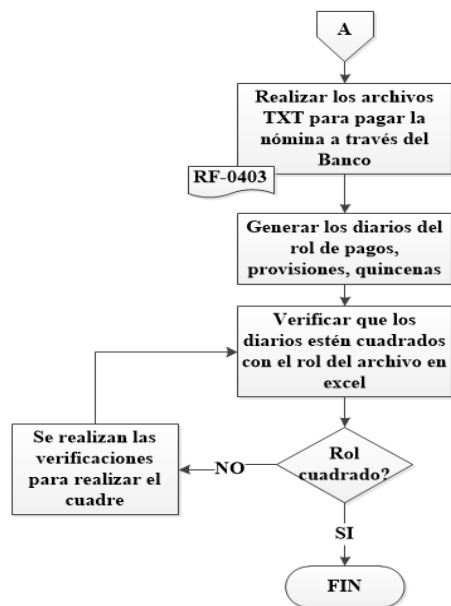 A
Realizar los archivos
TXT para pagar la
nómina a través del
Banco
RF-0403
Generar los diarios del
rol de pagos,
provisiones, quincenas
Verificar que los
diarios estén cuadrados
con el rol del archivo en
excel
Se realizan las
verificaciones
para realizar el
cuadre
NO
Rol
cuadrado?
SI
FIN